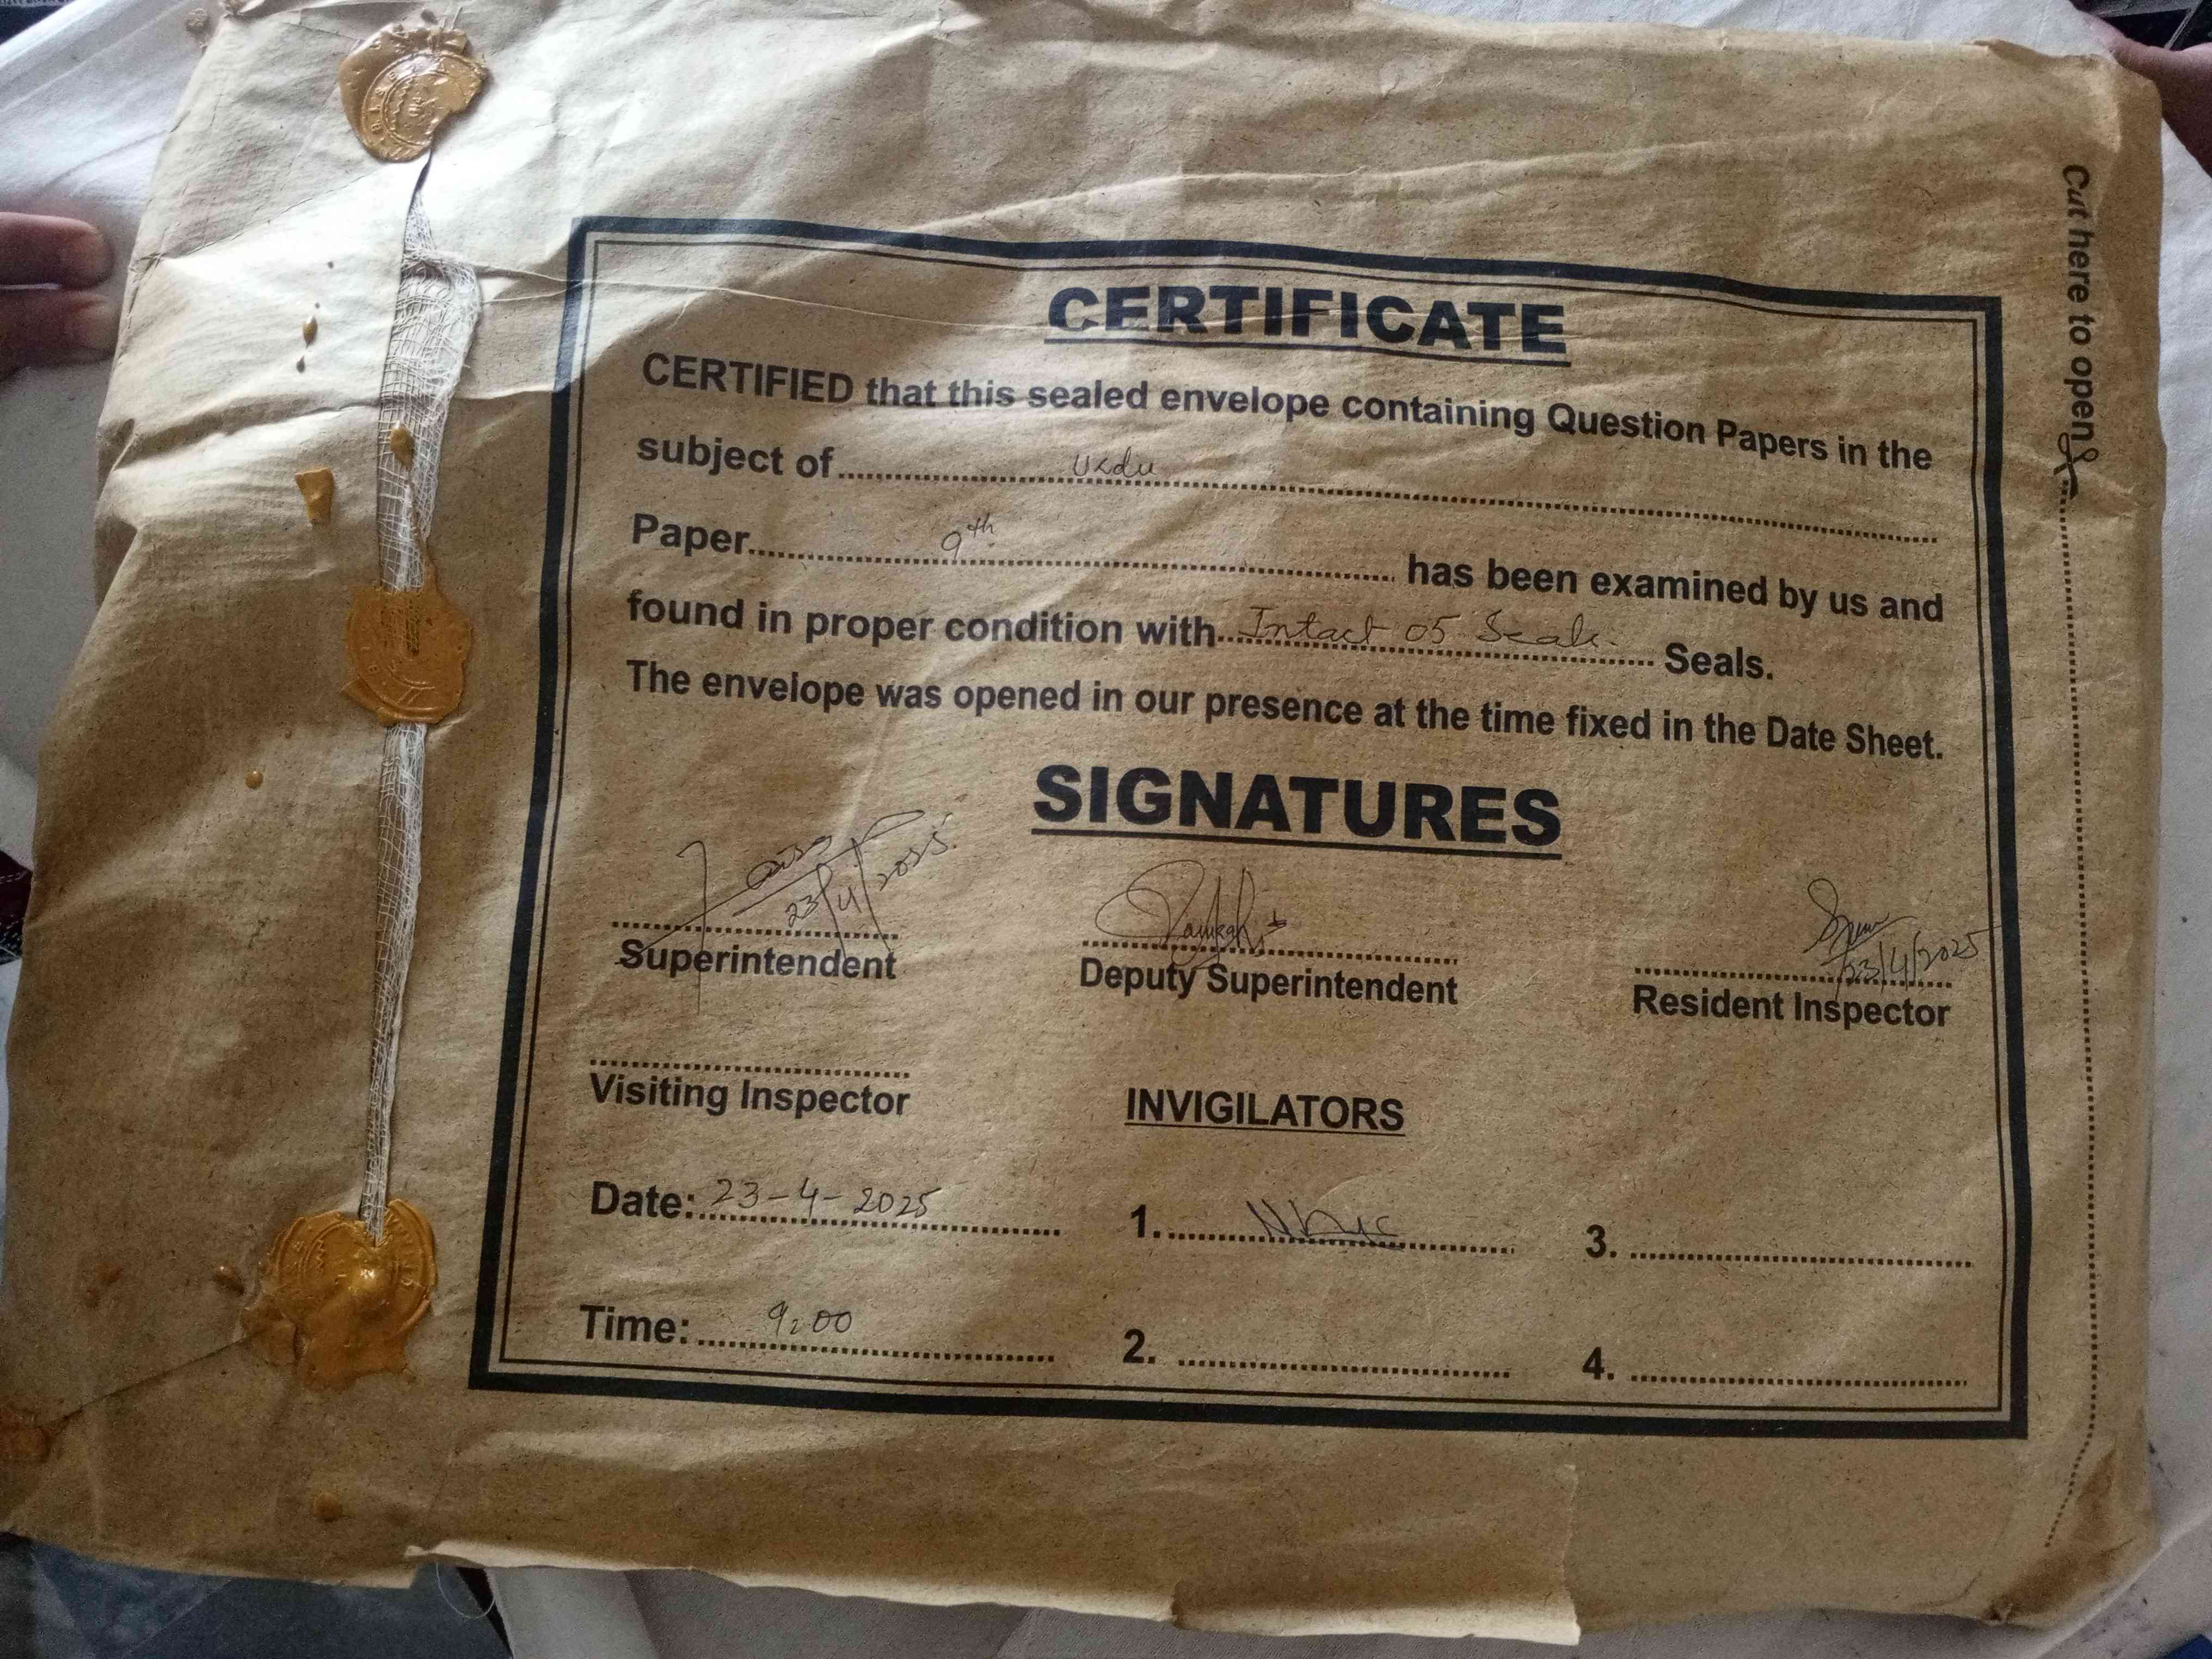 Cut here to open
CERTIFICATE
CERTIFIED that this sealed envelope containing Question Papers in the
subject of Urdu
Paper 9th has been examined by us and
found in proper condition with Intact 05 Seals Seals.
The envelope was opened in our presence at the time fixed in the Date Sheet.
SIGNATURES
23/4/2025
23/4/2025
Superintendent Deputy Superintendent Resident Inspector
Visiting Inspector INVIGILATORS
Date: 23-4-2025 1. 3.
Time: 9:00 2. 4.